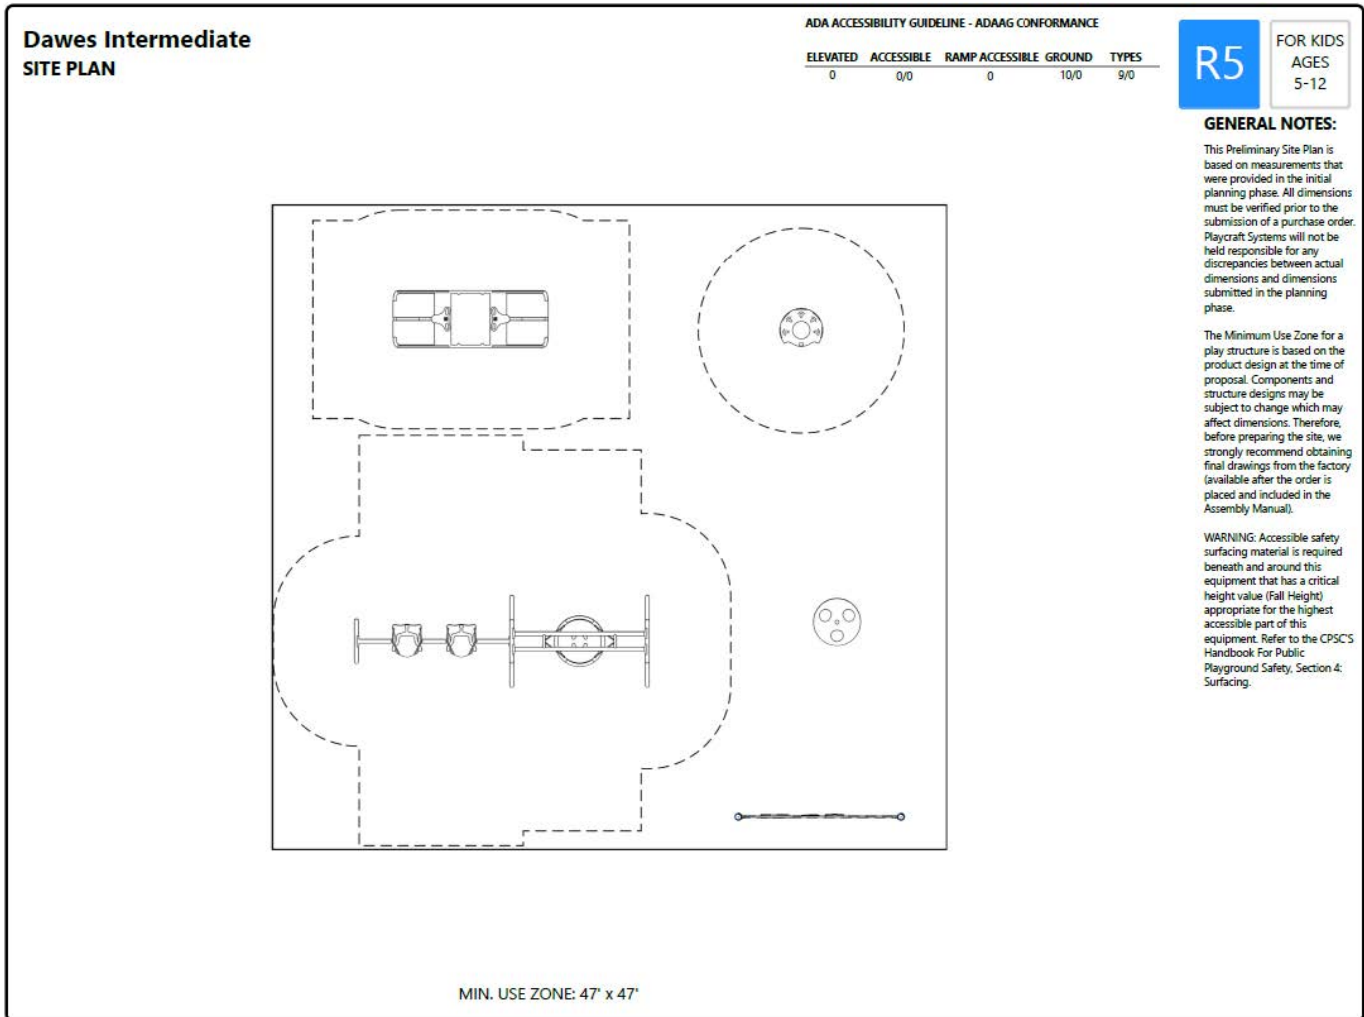 Dawes Intermediate
SITE PLAN
ADA ACCESSIBILITY GUIDELINE - ADAAG CONFORMANCE
ELEVATED ACCESSIBLE RAMP ACCESSIBLE GROUND TYPES
0 0/0 0 10/0 9/0
R5
FOR KIDS
AGES
5-12
GENERAL NOTES:
This Preliminary Site Plan is
based on measurements that
were provided in the initial
planning phase. All dimensions
must be verified prior to the
submission of a purchase order.
Playcraft Systems will not be
held responsible for any
discrepancies between actual
dimensions and dimensions
submitted in the planning
phase.
The Minimum Use Zone for a
play structure is based on the
product design at the time of
proposal. Components and
structure designs may be
subject to change which may
affect dimensions. Therefore,
before preparing the site, we
strongly recommend obtaining
final drawings from the factory
(available after the order is
placed and included in the
Assembly Manual).
WARNING: Accessible safety
surfacing material is required
beneath and around this
equipment that has a critical
height value (Fall Height)
appropriate for the highest
accessible part of this
equipment. Refer to the CPSC'S
Handbook For Public
Playground Safety, Section 4:
Surfacing.
MIN. USE ZONE: 47' x 47'